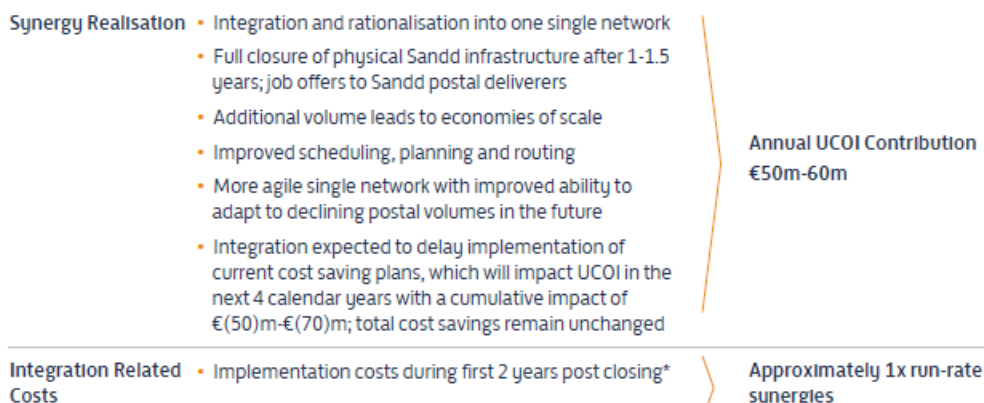 Synergy Realisation • Integration and rationalisation into one single network
• Full closure of physical Sandd infrastructure after 1-1.5
years; job offers to Sandd postal deliverers
• Additional volume leads to economies of scale
• Improved scheduling, planning and routing
• More agile single network with improved ability to
adapt to declining postal volumes in the future
• Integration expected to delay implementation of
current cost saving plans, which will impact UCOI in the
next 4 calendar years with a cumulative impact of
€(50)m-€(70)m; total cost savings remain unchanged
Annual UCOI Contribution
€50m-60m
Integration Related
Costs
• Implementation costs during first 2 years post closing*
Approximately 1x run-rate
synergies